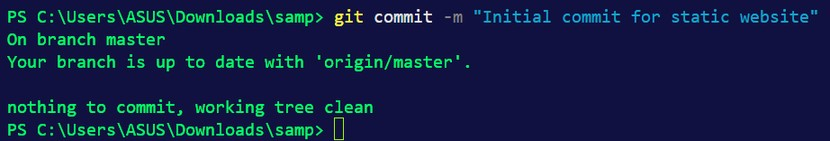 PS C:\Users\ASUS\Downloads\samp> git commit -m "Initial commit for static website"
On branch master
Your branch is up to date with 'origin/master'.
nothing to commit, working tree clean
PS C:\Users\ASUS\Downloads\samp>